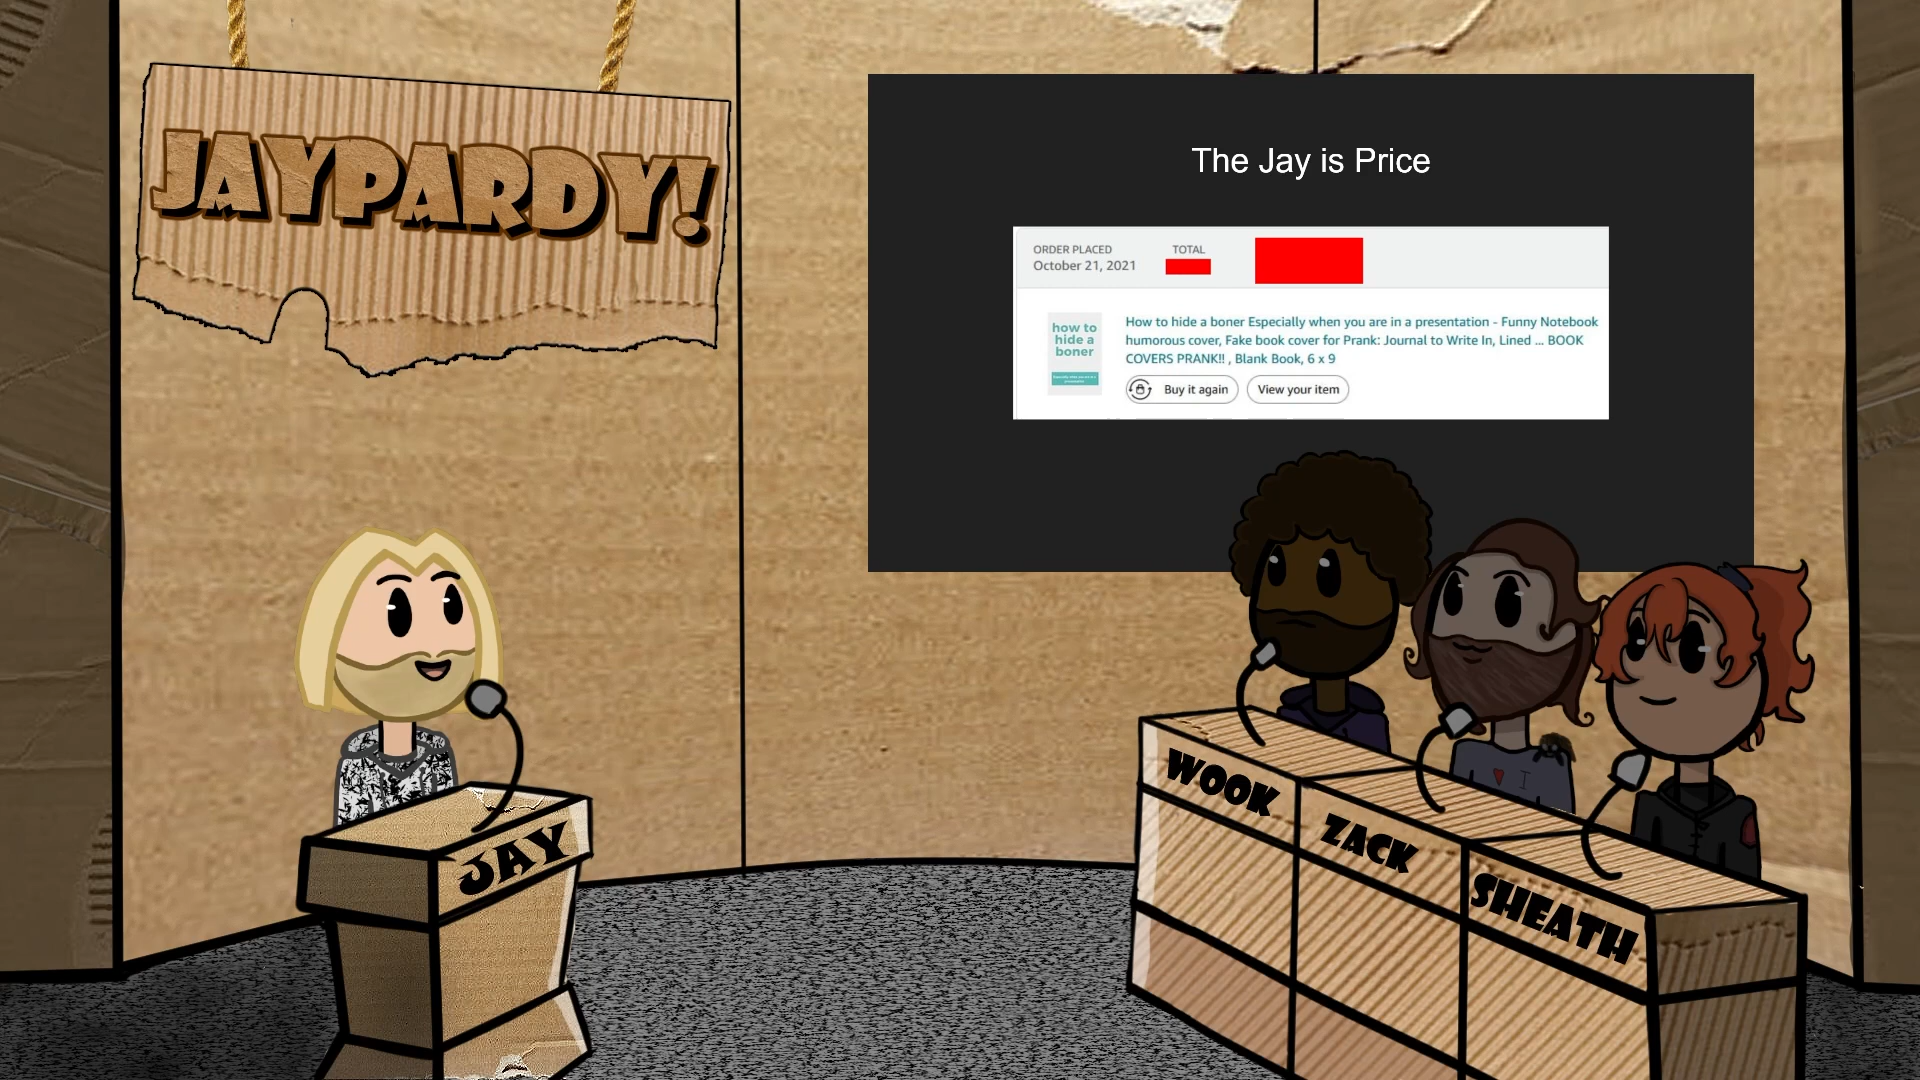 JAYPARDY!
The Jay is Price
ORDER PLACED
TOTAL
October 21, 2021
how to
hide a
boner
How to hide a boner Especially when you are in a presentation - Funny Notebook
humorous cover, Fake book cover for Prank: Journal to Write In, Lined ... BOOK
COVERS PRANK!! , Blank Book, 6 x 9
Buy it again
View your item
JAY
WOOK
ZACK
SHEATH
I